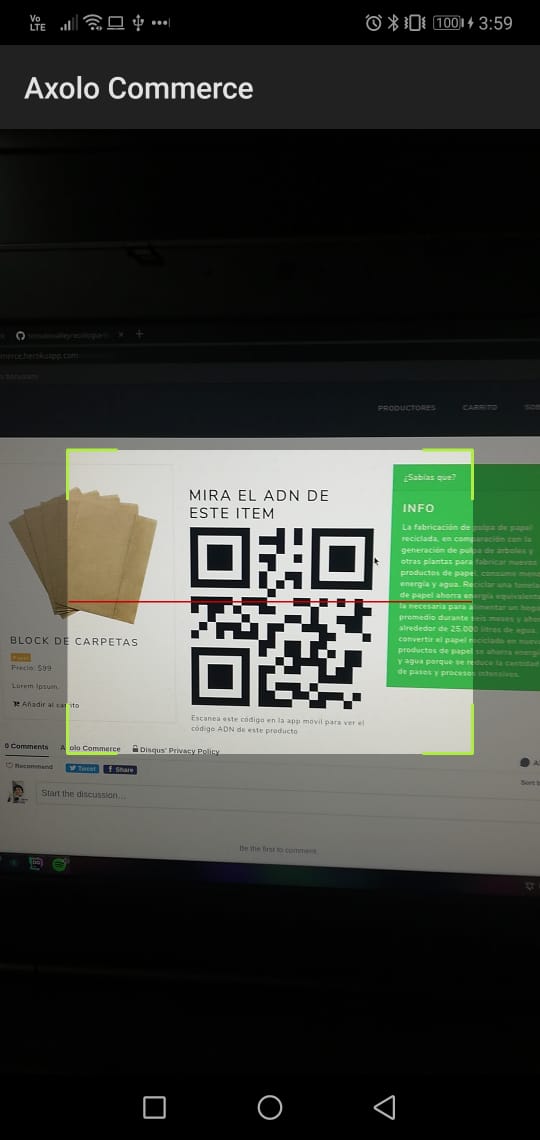 Vo
LTE
100
3:59
Axolo Commerce
PRODUCTORES
CARRITO
MIRA EL ADN DE
ESTE ITEM
Escanea este código en la app movil para ver el
código ADN de este producto
BLOCK DE CARPETAS
Precio: $99
Lorem Ipsum.
Añadir al carrito
¿Sabías que?
INFO
La fabricación de pulpa de papel
reciclada, en comparación con la
generación de pulpa de árboles y
otras plantas para fabricar nuevos
productos de papel, consume menos
energía y agua. Reciclar una tonelada
de papel ahorra energía equivalente
la necesaria para alimentar un hogar
promedio durante seis meses y ahorra
alrededor de 25.000 litros de agua.
convertir el papel reciclado en nuevos
productos de papel se ahorra energía
y agua porque se reduce la cantidad
de pasos y procesos intensivos.
0 Comments Axolo Commerce Disqus' Privacy Policy
Recommend Tweet Share
Sort
Start the discussion...
Be the first to comment.